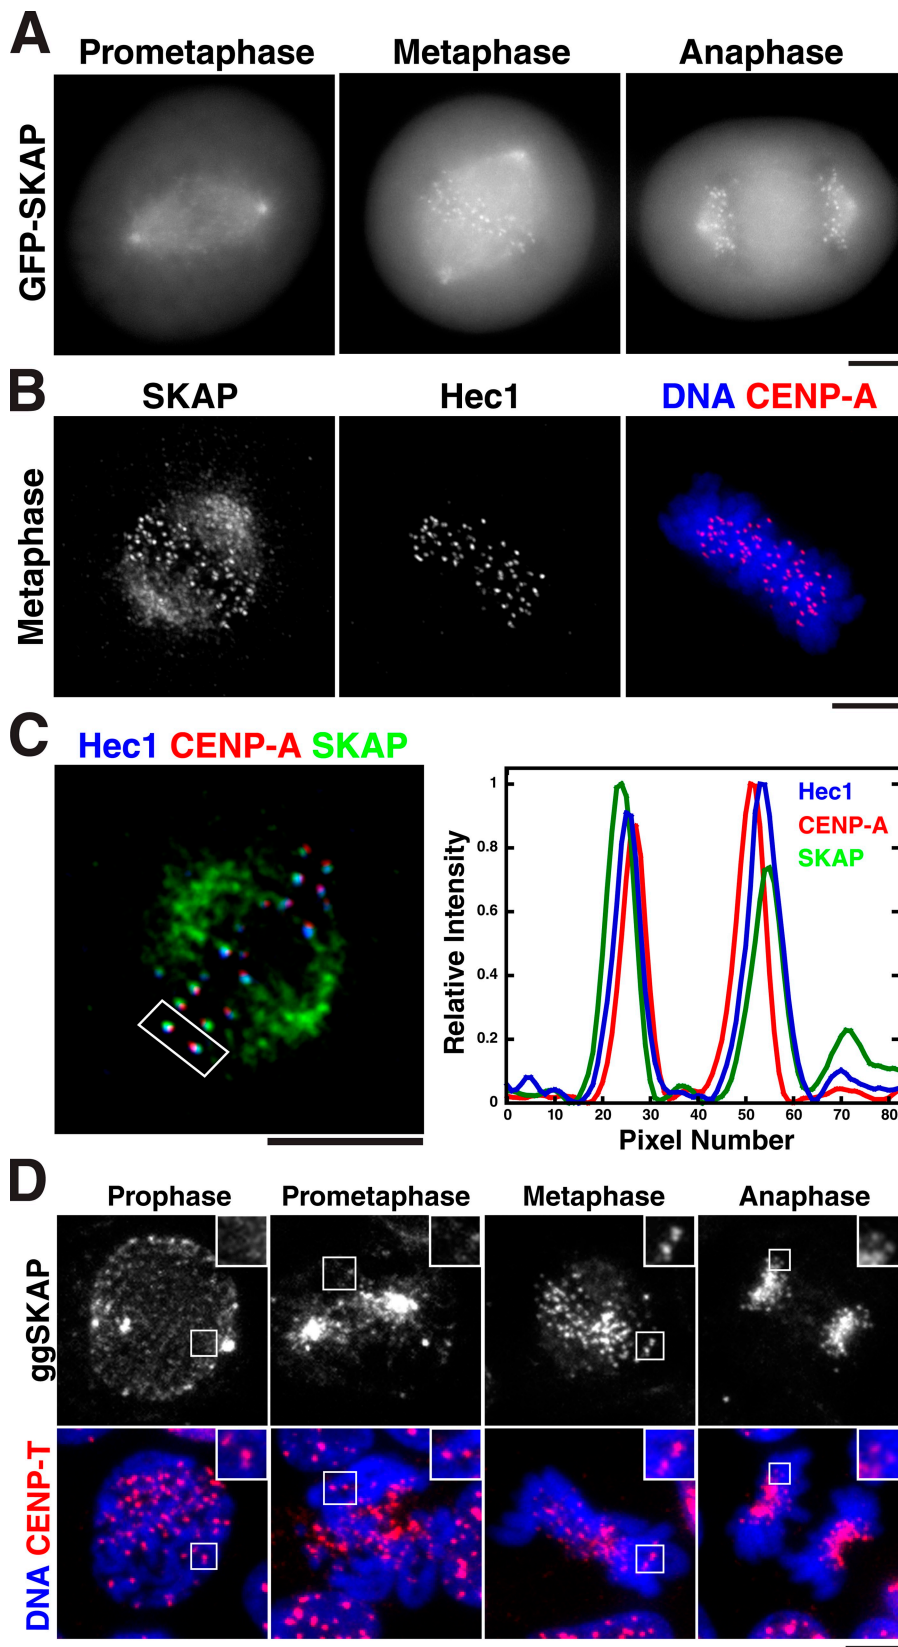 A
Prometaphase Metaphase Anaphase
GFP-SKAP
B
SKAP Hec1 DNA CENP-A
Metaphase
C
Hec1 CENP-A SKAP
Relative Intensity
1
0.8
0.6
0.4
0.2
0
Hec1
CENP-A
SKAP
0 10 20 30 40 50 60 70 80
Pixel Number
D
Prophase Prometaphase Metaphase Anaphase
ggSKAP
DNA CENP-T